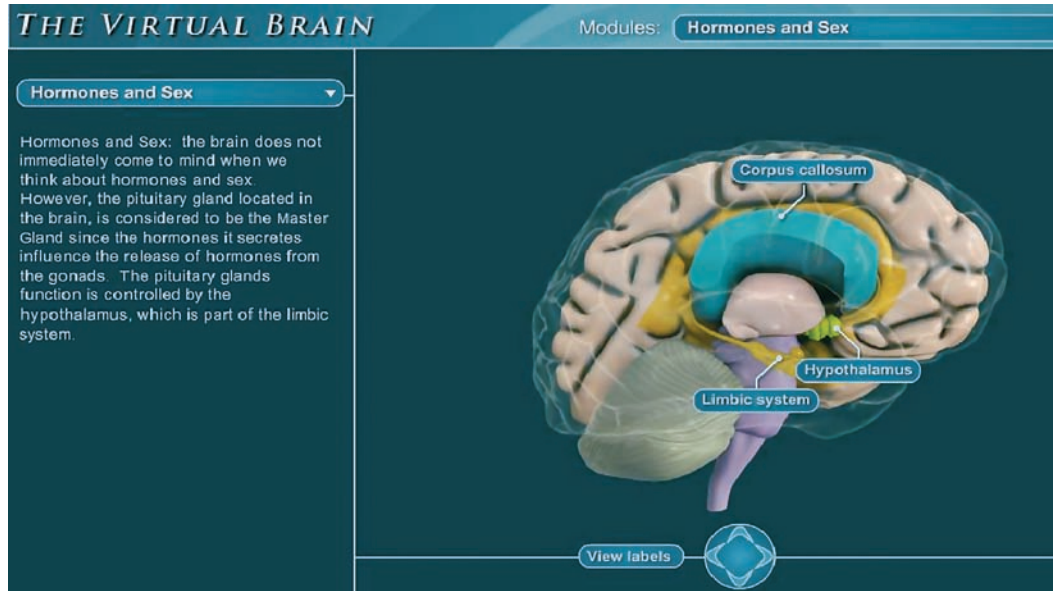 THE VIRTUAL BRAIN
Modules: Hormones and Sex
Hormones and Sex
Hormones and Sex: the brain does not
immediately come to mind when we
think about hormones and sex.
However, the pituitary gland located in
the brain, is considered to be the Master
Gland since the hormones it secretes
influence the release of hormones from
the gonads. The pituitary glands
function is controlled by the
hypothalamus, which is part of the limbic
system.
Corpus callosum
Hypothalamus
Limbic system
View labels